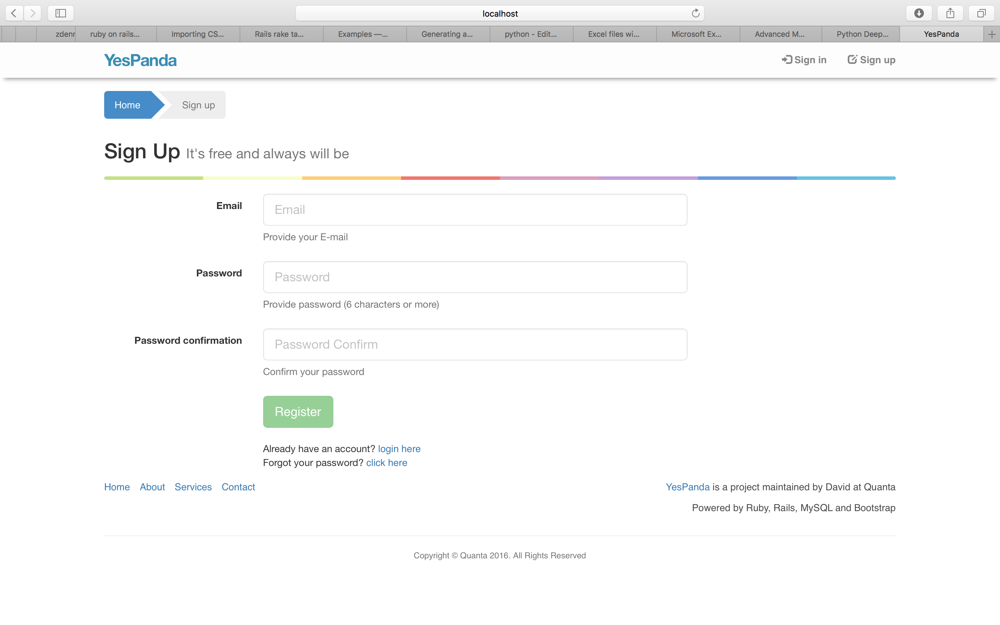 localhost
zdenr
ruby on rails...
Importing CS...
Rails rake ta...
Examples —...
Generating a...
python - Edit...
Excel files wi...
Microsoft Ex...
Advanced M...
Python Deep...
YesPanda
YesPanda
Sign in
Sign up
Home
Sign up
Sign Up It's free and always will be
Email
Email
Provide your E-mail
Password
Password
Provide password (6 characters or more)
Password confirmation
Password Confirm
Confirm your password
Register
Already have an account? login here
Forgot your password? click here
Home About Services Contact
YesPanda is a project maintained by David at Quanta
Powered by Ruby, Rails, MySQL and Bootstrap
Copyright © Quanta 2016. All Rights Reserved